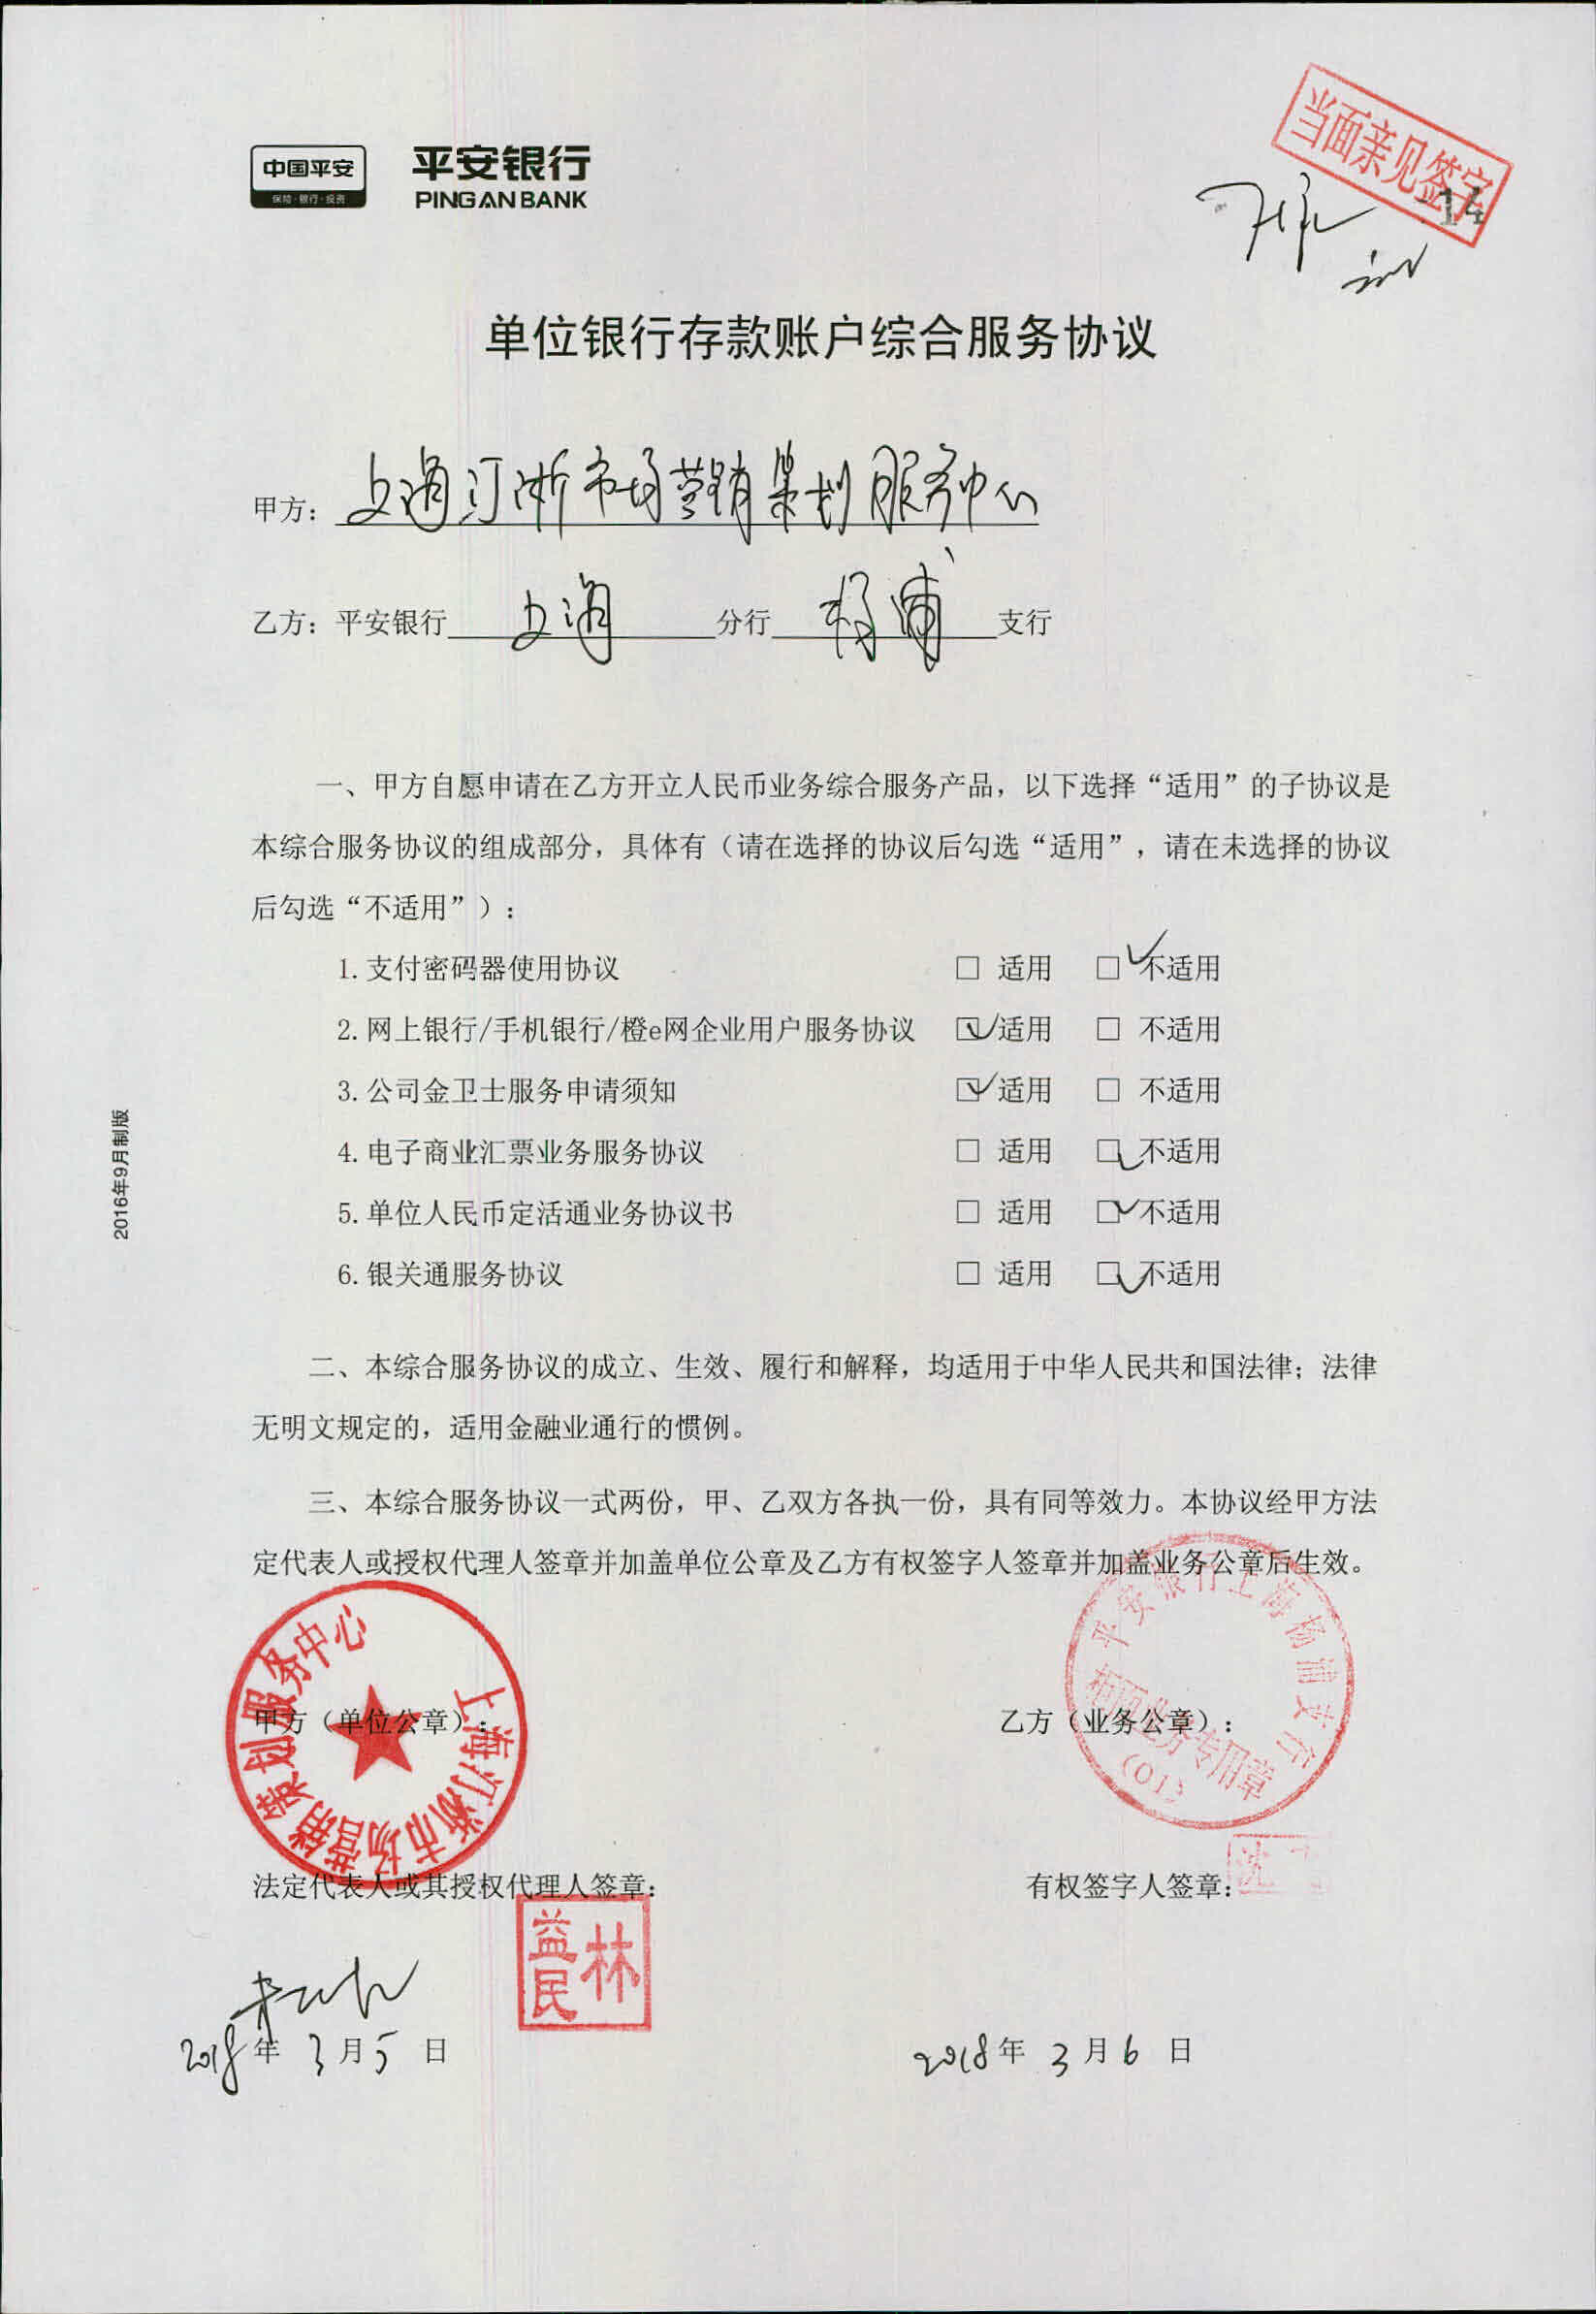 当面亲见签字
14
中国平安
保险·银行·投资
平安银行
PINGAN BANK
单位银行存款账户综合服务协议
甲方：上海汀浙市场营销策划服务中心
乙方：平安银行 上海 分行 杨浦 支行
一、甲方自愿申请在乙方开立人民币业务综合服务产品，以下选择“适用”的子协议是
本综合服务协议的组成部分，具体有（请在选择的协议后勾选“适用”，请在未选择的协议
后勾选“不适用”）：
1.支付密码器使用协议 □ 适用 □✓不适用
2.网上银行/手机银行/橙e网企业用户服务协议 ☑适用 □ 不适用
3.公司金卫士服务申请须知 ☑适用 □ 不适用
4.电子商业汇票业务服务协议 □ 适用 ☑不适用
5.单位人民币定活通业务协议书 □ 适用 ☑不适用
6.银关通服务协议 □ 适用 ☑不适用
二、本综合服务协议的成立、生效、履行和解释，均适用于中华人民共和国法律；法律
无明文规定的，适用金融业通行的惯例。
三、本综合服务协议一式两份，甲、乙双方各执一份，具有同等效力。本协议经甲方法
定代表人或授权代理人签章并加盖单位公章及乙方有权签字人签章并加盖业务公章后生效。
甲方（单位公章）： 乙方（业务公章）：
上海汀浙市场营销策划服务中心
平安银行上海杨浦支行
柜面业务专用章
(01)
法定代表人或其授权代理人签章： 有权签字人签章：
林益民
2018年 3月5 日 2018年 3月6 日
2016年9月制版